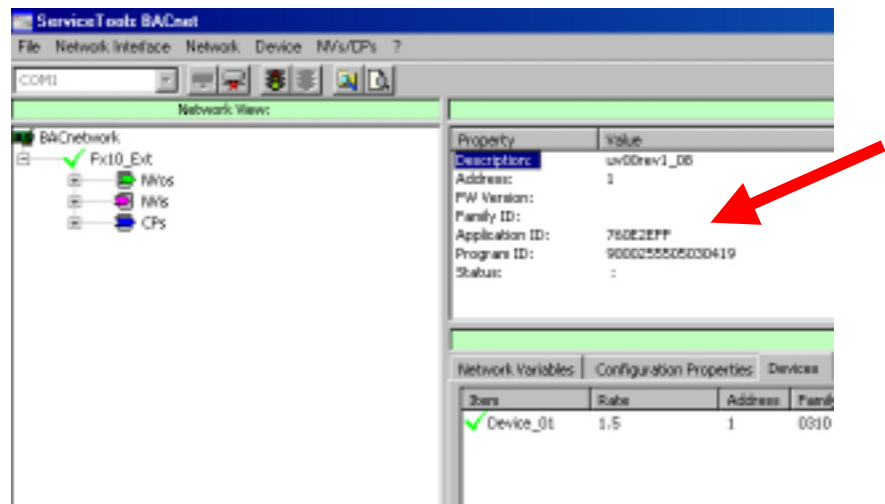 ServiceTools BACnet
File Network Interface Network Device NVs/CPs ?
COM1
Network View:
BACnetwork
Fx10_Ext
NVos
NVis
CPs
Property Value
Description: uv00rev1_08
Address: 1
FW Version:
Family ID:
Application ID: 760E2EFF
Program ID: 9000255505030419
Status: :
Network Variables Configuration Properties Devices
Item Rate Address Family
Device_01 1.5 1 0310